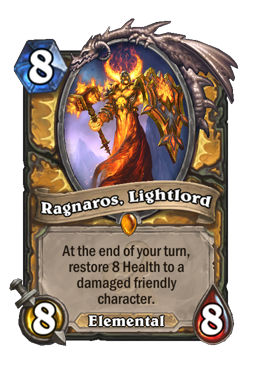 8
Ragnaros, Lightlord
At the end of your turn,
restore 8 Health to a
damaged friendly
character.
8
Elemental
8